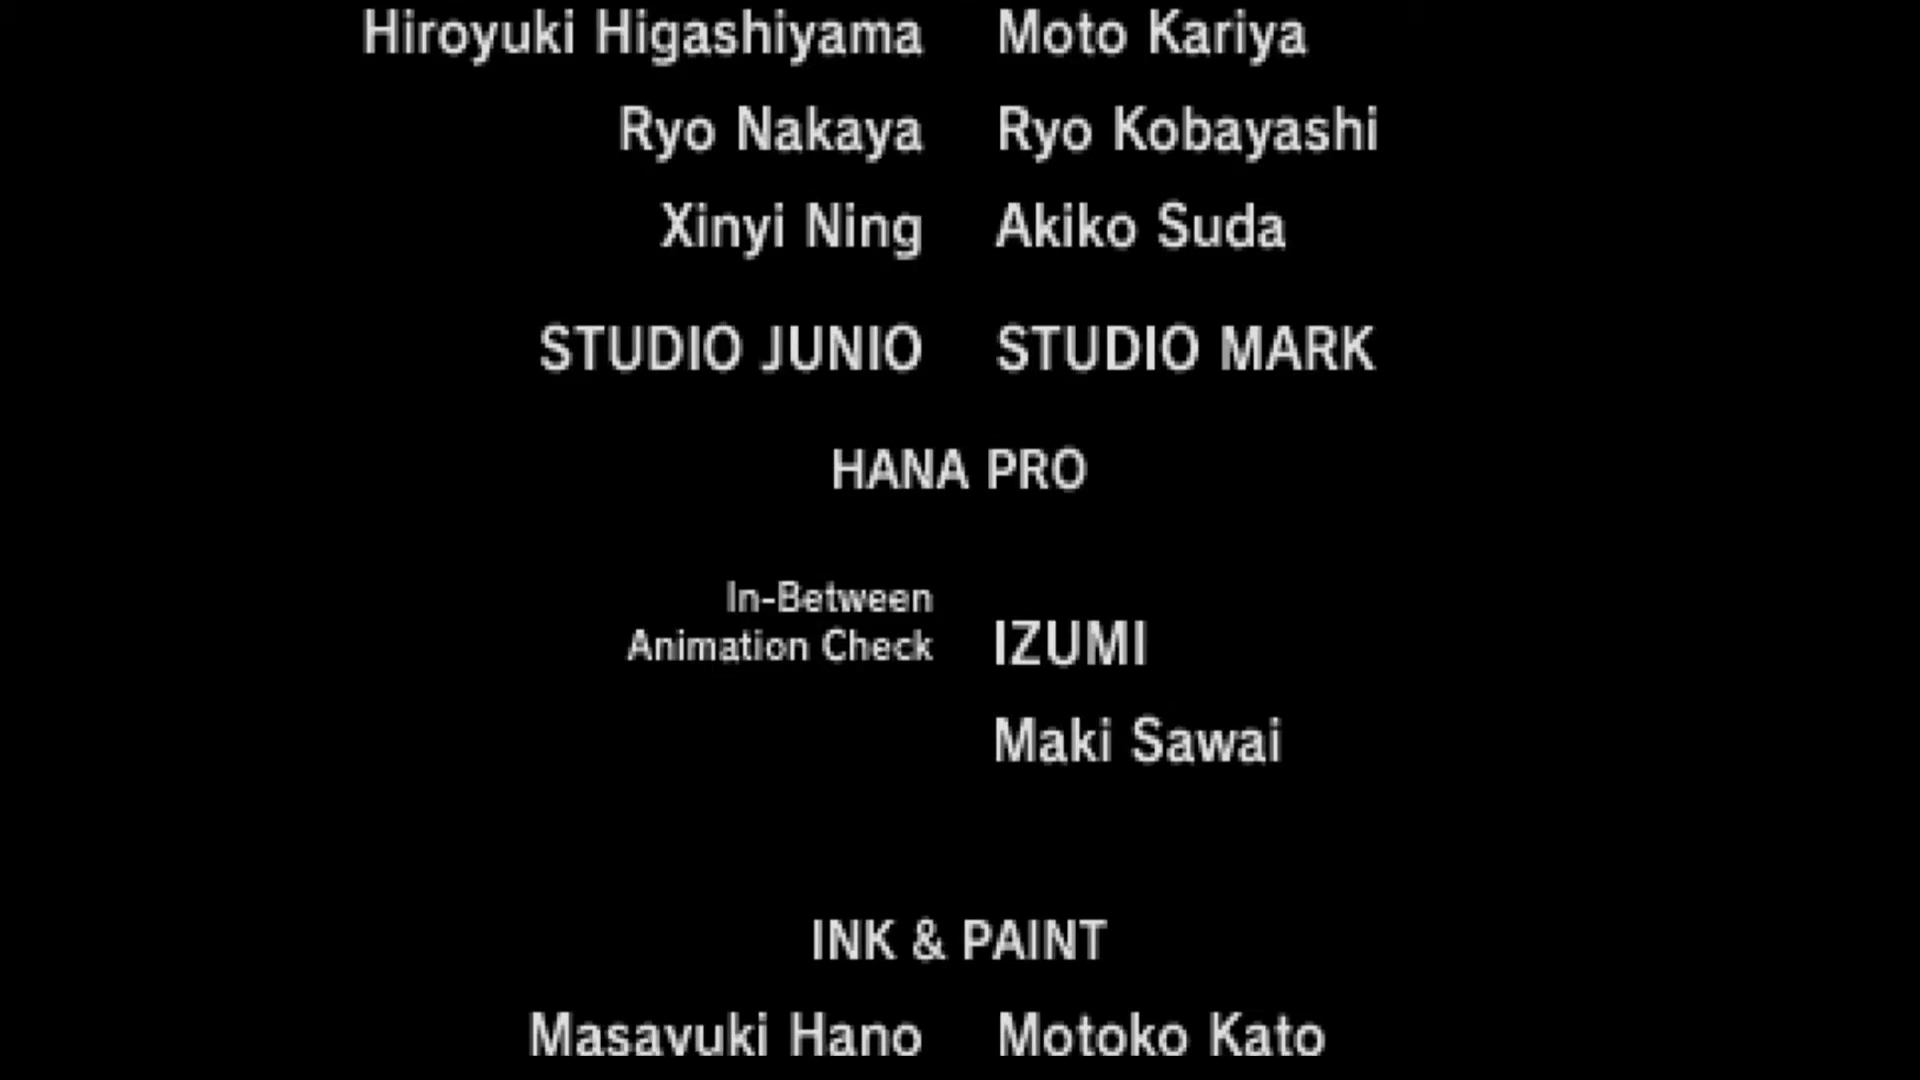 Hiroyuki Higashiyama Moto Kariya
Ryo Nakaya Ryo Kobayashi
Xinyi Ning Akiko Suda
STUDIO JUNIO STUDIO MARK
HANA PRO
In-Between
Animation Check IZUMI
Maki Sawai
INK & PAINT
Masayuki Hano Motoko Kato